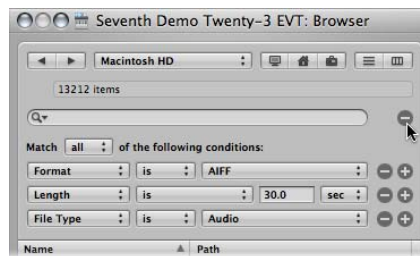 Seventh Demo Twenty-3 EVT: Browser
Macintosh HD
13212 items
Match all of the following conditions:
Format is AIFF
Length is 30.0 sec
File Type is Audio
Name Path